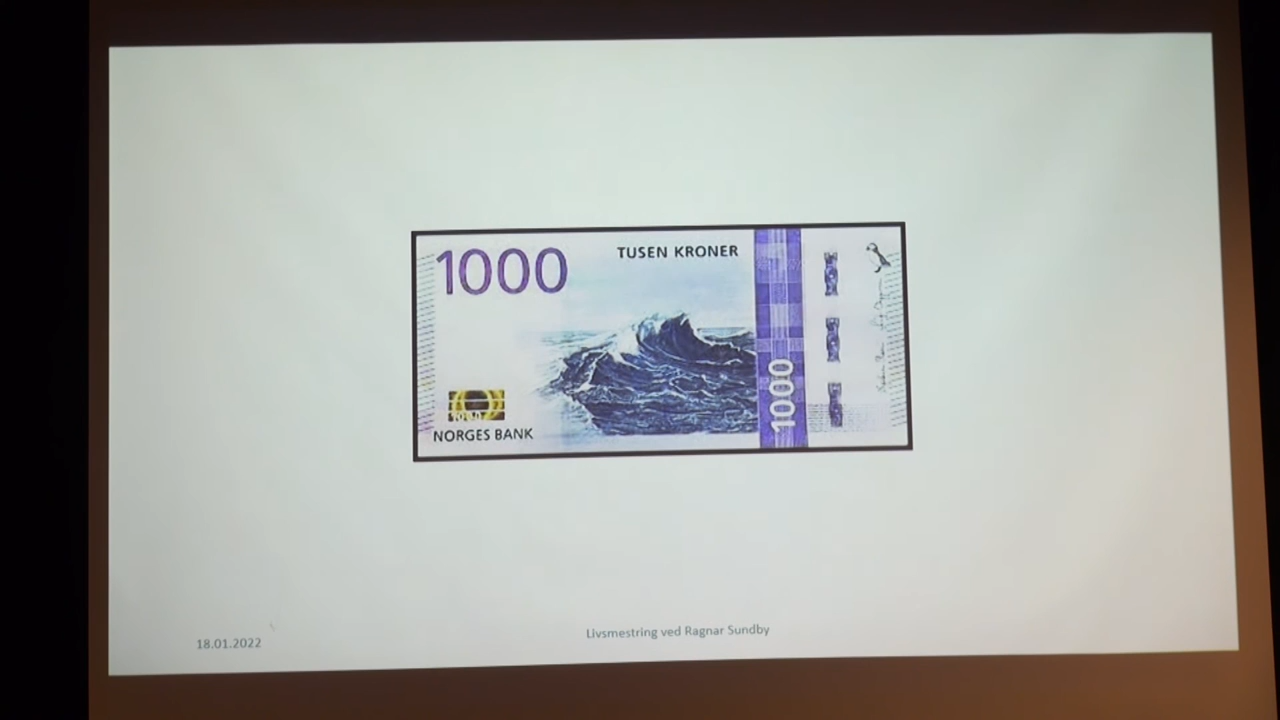 1000
TUSEN KRONER
1000
NORGES BANK
18.01.2022
Livsmestring ved Ragnar Sundby